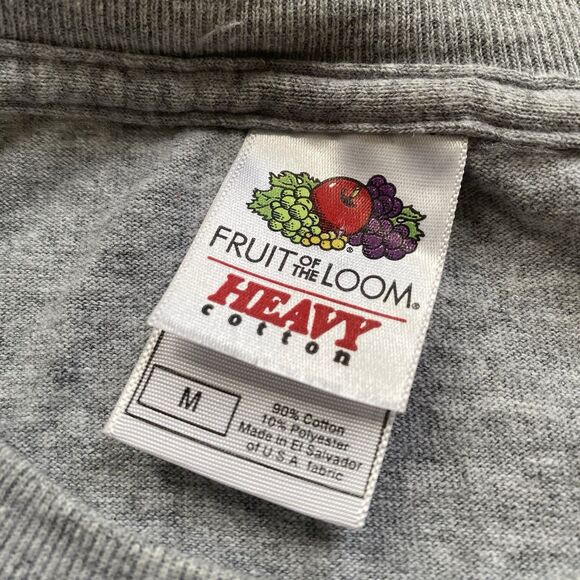 FRUIT OF THE LOOM®
HEAVY
cotton
M
90% Cotton
10% Polyester
Made in El Salvador
of U.S.A. fabric